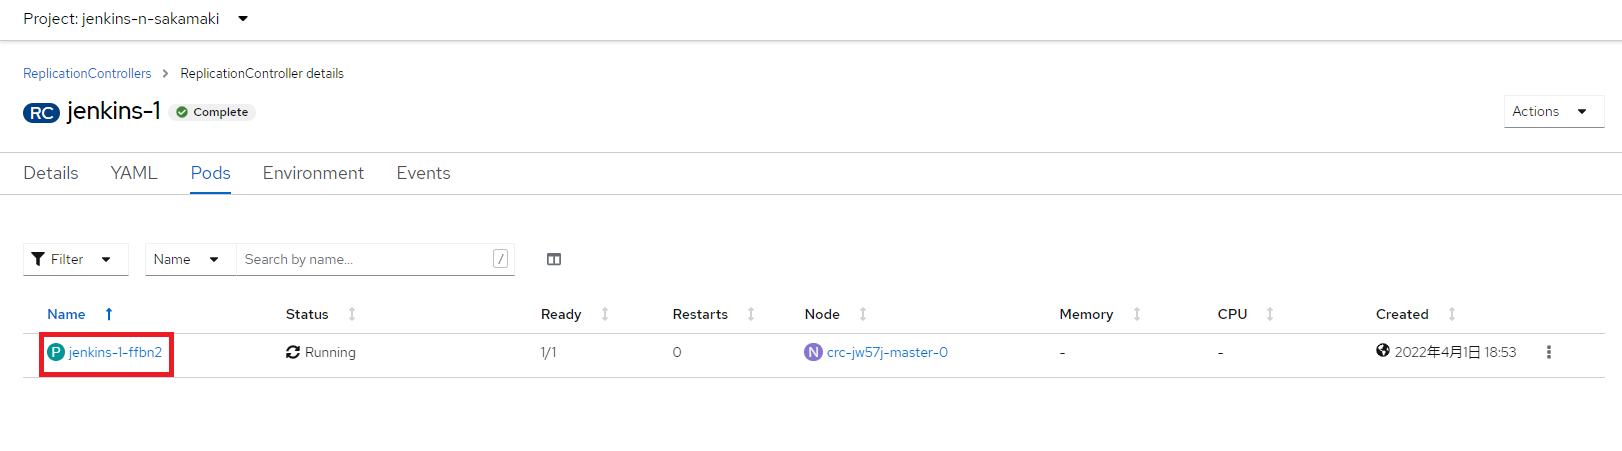 Project: jenkins-n-sakamaki
ReplicationControllers > ReplicationController details
RC jenkins-1 Complete
Actions
Details YAML Pods Environment Events
Filter Name Search by name... /
Name Status Ready Restarts Node Memory CPU Created
P jenkins-1-ffbn2 Running 1/1 0 N crc-jw57j-master-0 - - 2022年4月1日 18:53